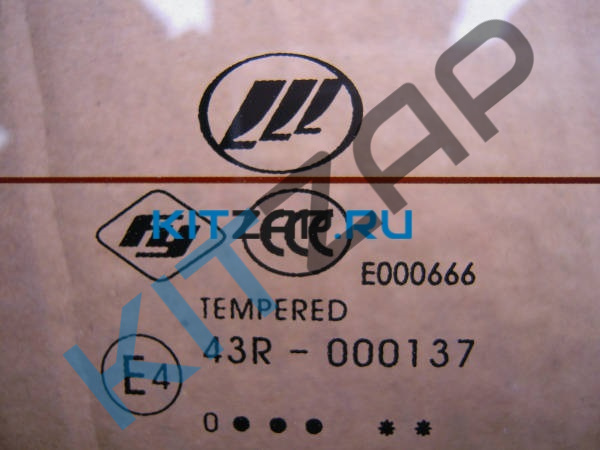 KITZAP
KITZAP.RU
E000666
TEMPERED
E4 43R - 000137
0 ● ● ● ✱ ✱